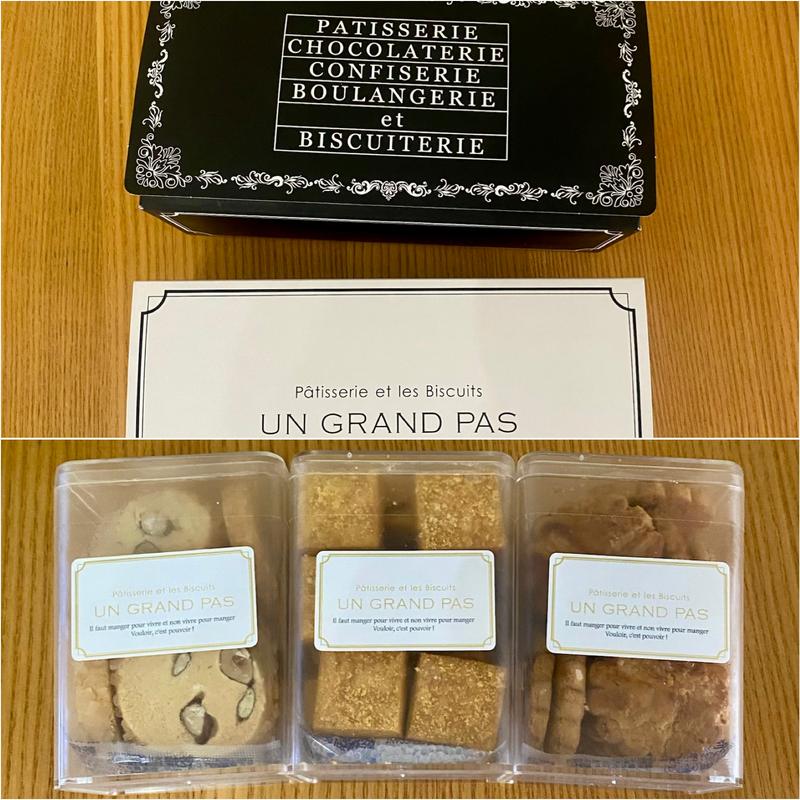 PATISSERIE
CHOCOLATERIE
CONFISERIE
BOULANGERIE
et
BISCUITERIE
Pâtisserie et les Biscuits
UN GRAND PAS
Pâtisserie et les Biscuits
UN GRAND PAS
Il faut manger pour vivre et non vivre pour manger
Vouloir, c'est pouvoir !
Pâtisserie et les Biscuits
UN GRAND PAS
Il faut manger pour vivre et non vivre pour manger
Vouloir, c'est pouvoir !
Pâtisserie et les Biscuits
UN GRAND PAS
Il faut manger pour vivre et non vivre pour manger
Vouloir, c'est pouvoir !